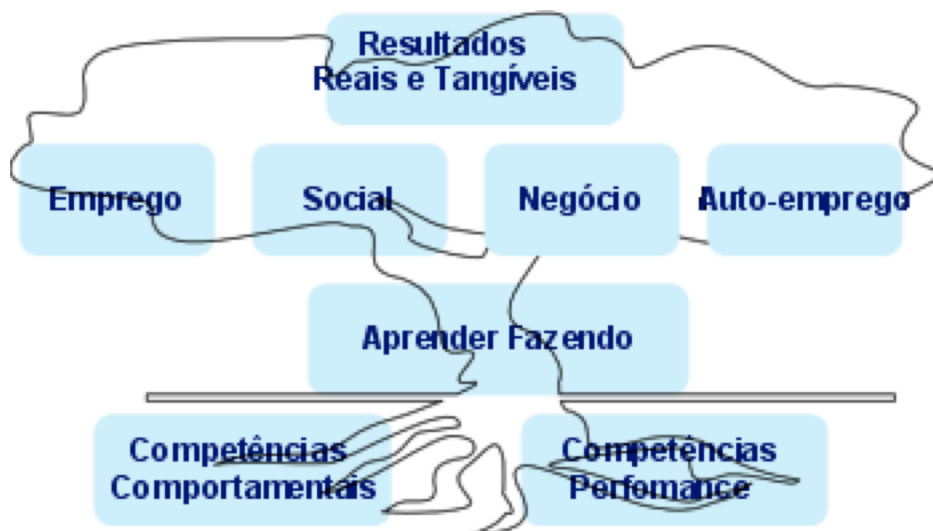 Resultados
Reais e Tangíveis
Emprego
Social
Negócio
Auto-emprego
Aprender Fazendo
Competências
Comportamentais
Competências
Perfomance